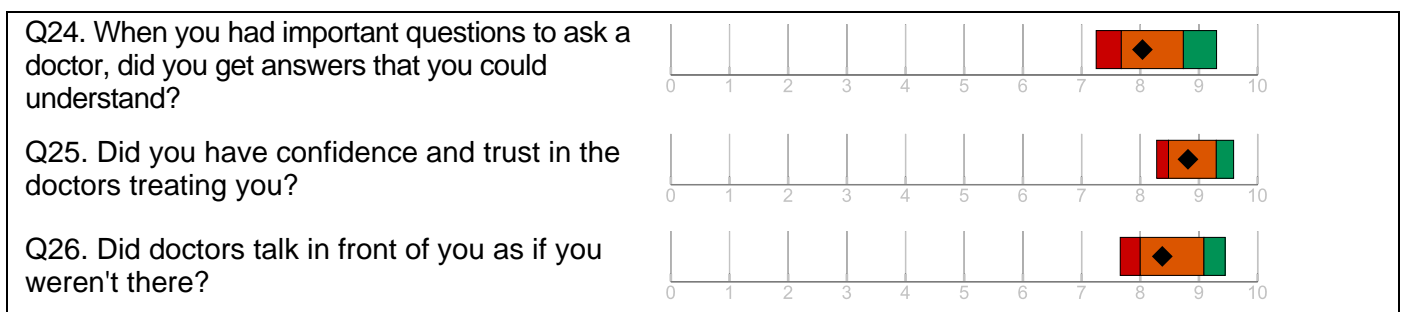 Q24. When you had important questions to ask a
doctor, did you get answers that you could
understand?
0 1 2 3 4 5 6 7 8 9 10
Q25. Did you have confidence and trust in the
doctors treating you?
0 1 2 3 4 5 6 7 8 9 10
Q26. Did doctors talk in front of you as if you
weren't there?
0 1 2 3 4 5 6 7 8 9 10